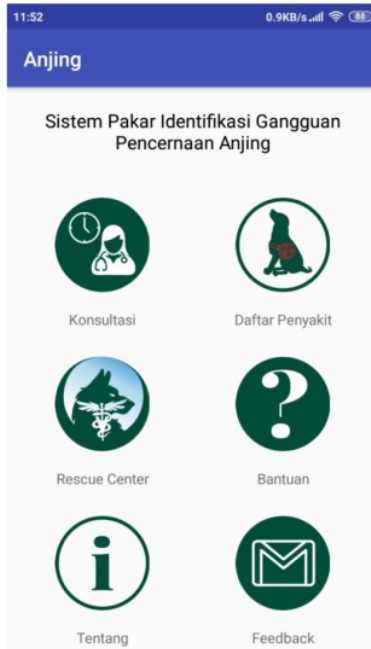 11:52
0.9KB/s 88
Anjing
Sistem Pakar Identifikasi Gangguan
Pencernaan Anjing
Konsultasi
Daftar Penyakit
?
Rescue Center
Bantuan
i
Tentang
Feedback